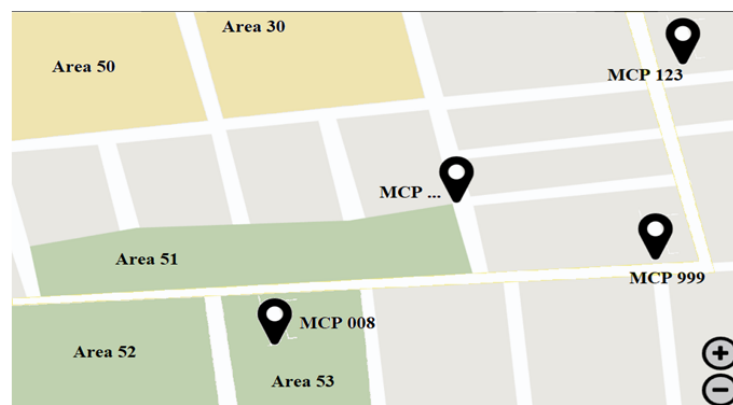 Area 30
Area 50
MCP 123
MCP ...
Area 51
MCP 999
MCP 008
Area 52
Area 53